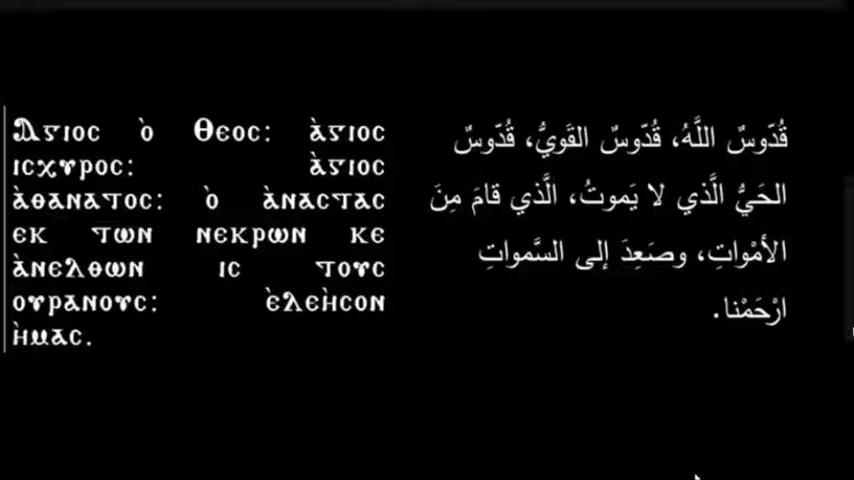 Ⲁⲅⲓⲟⲥ ⲟ̀ Ⲑⲉⲟⲥ: ⲁ̀ⲅⲓⲟⲥ
ⲓⲥⲭⲩⲣⲟⲥ: ⲁ̀ⲅⲓⲟⲥ
ⲁ̀ⲑⲁⲛⲁⲧⲟⲥ: ⲟ̀ ⲁ̀ⲛⲁⲥⲧⲁⲥ
ⲉⲕ ⲧⲱⲛ ⲛⲉⲕⲣⲱⲛ ⲕⲉ
ⲁ̀ⲛⲉⲗⲑⲱⲛ ⲓⲥ ⲧⲟⲩⲥ
ⲟⲩⲣⲁⲛⲟⲩⲥ: ⲉ̀ⲗⲉⲏ̀ⲥⲟⲛ
ⲏ̀ⲙⲁⲥ.
قُدّوسٌ اللَّهُ، قُدّوسٌ القَويُّ، قُدّوسٌ
الحَيُّ الَّذي لا يَموتُ، الَّذي قامَ مِنَ
الأمْواتِ، وصَعِدَ إلى السَّمواتِ
ارْحَمْنا.